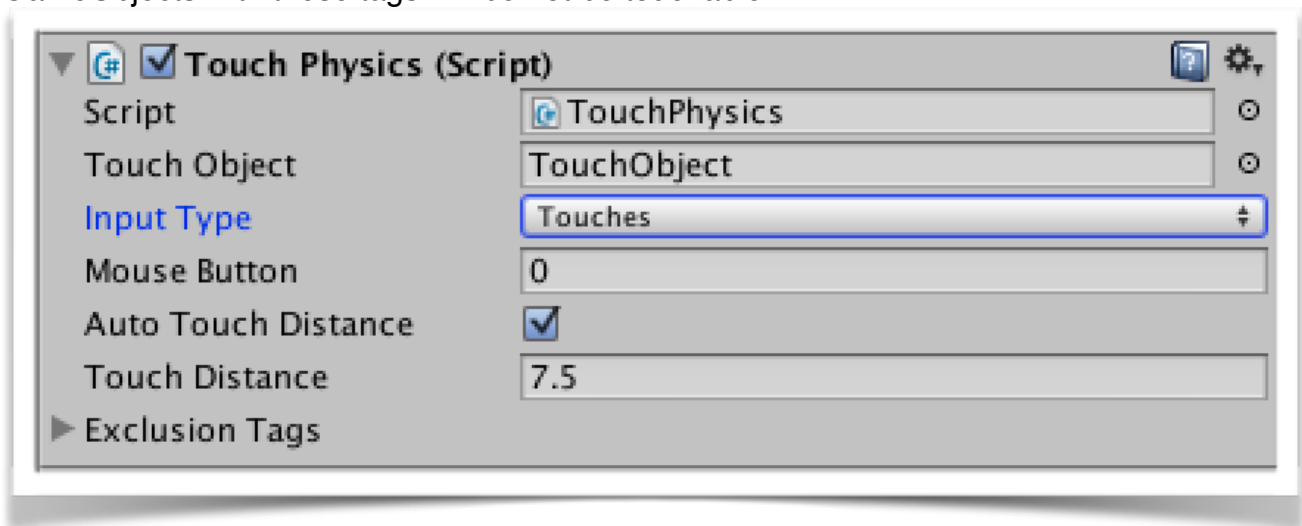 Touch Physics (Script)
Script TouchPhysics
Touch Object TouchObject
Input Type Touches
Mouse Button 0
Auto Touch Distance
Touch Distance 7.5
Exclusion Tags